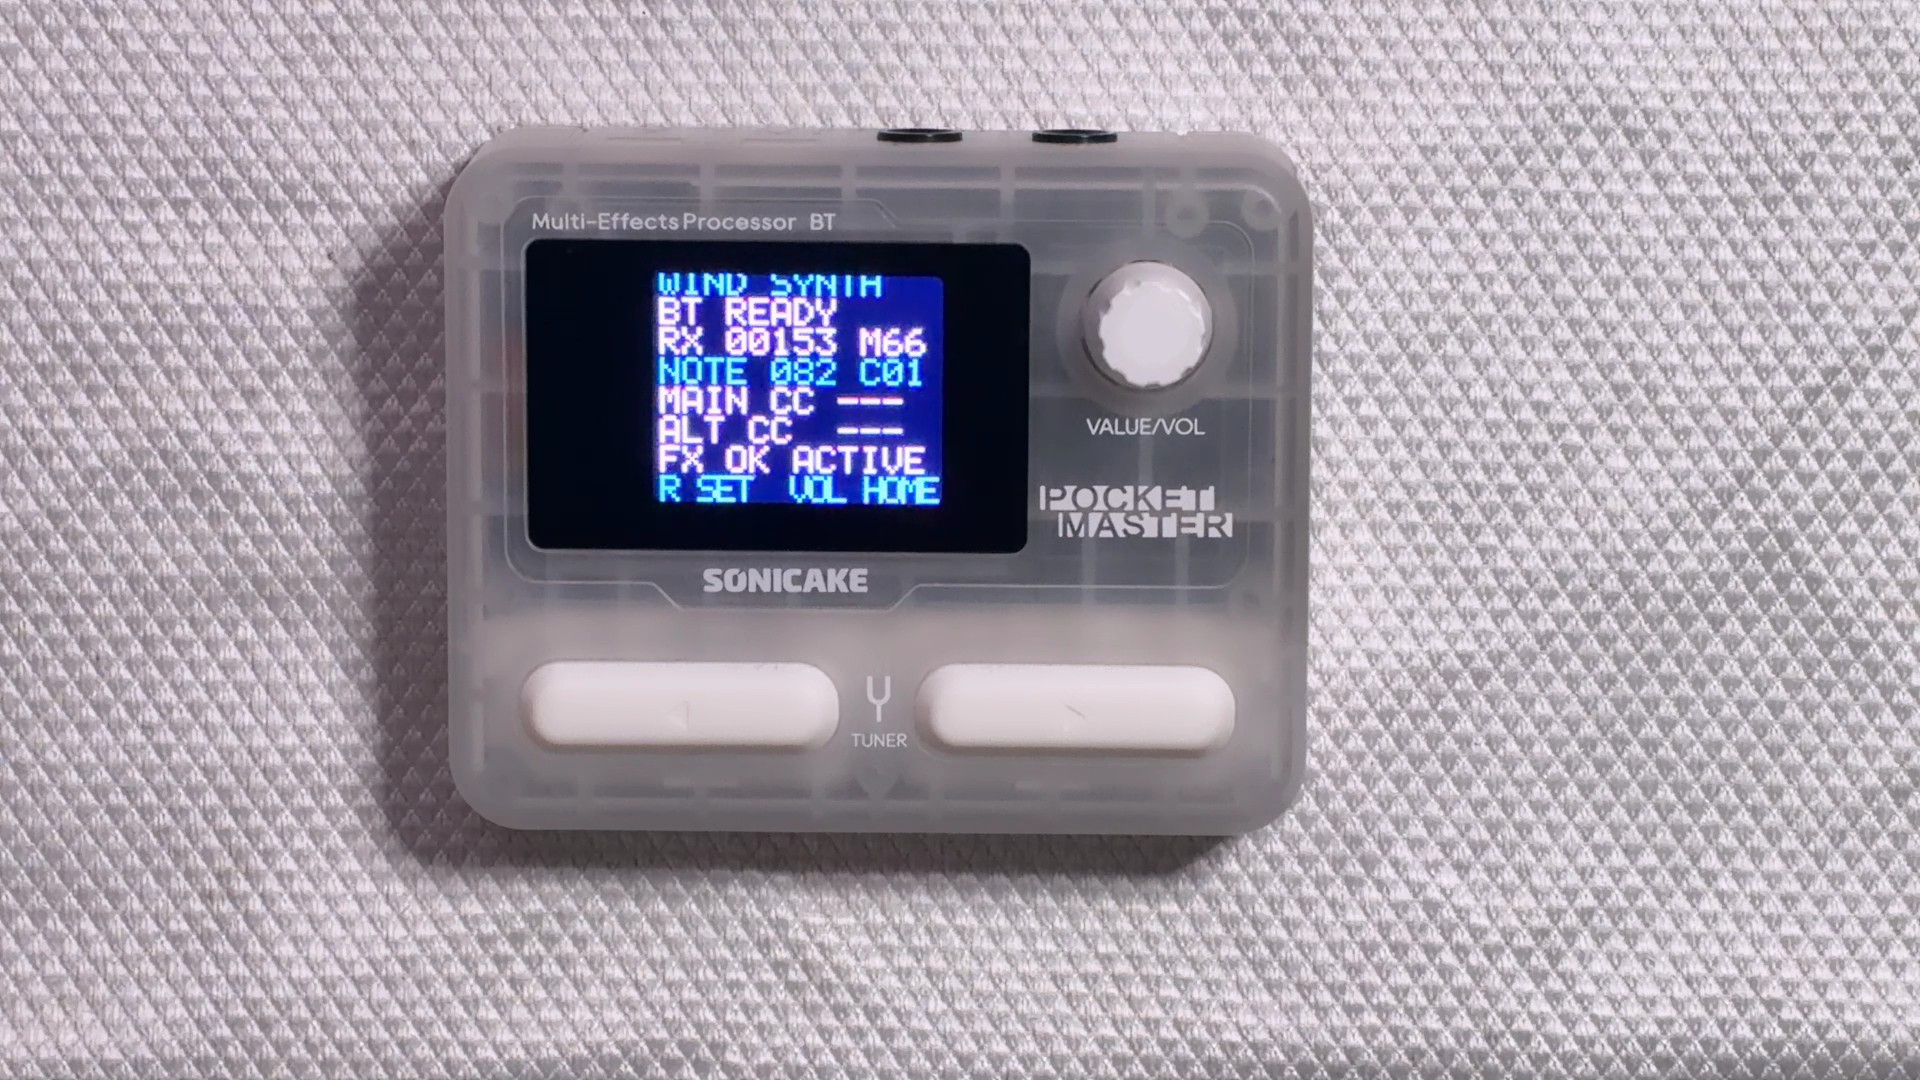 Multi-Effects Processor BT
WIND SYNTH
BT READY
RX 00153 M66
NOTE 082 C01
MAIN CC ---
ALT CC ---
FX OK ACTIVE
R SET VOL HOME
VALUE/VOL
POCKET
MASTER
SONICAKE
TUNER